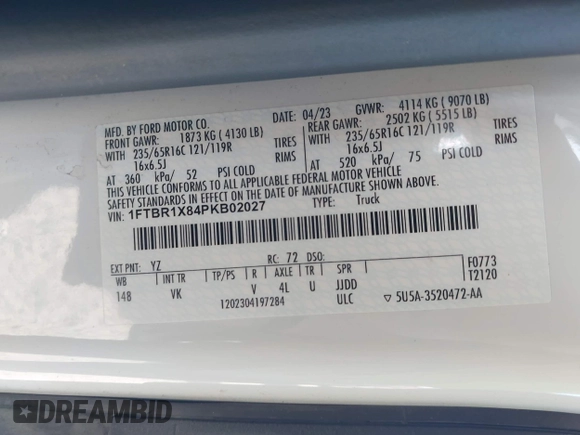 MFD. BY FORD MOTOR CO. DATE: 04/23 GVWR: 4114 KG (9070 LB)
FRONT GAWR: 1873 KG (4130 LB) REAR GAWR: 2502 KG (5515 LB)
WITH 235/65R16C 121/119R TIRES WITH 235/65R16C 121/119R TIRES
16x6.5J RIMS 16x6.5J RIMS
AT 360 kPa/ 52 PSI COLD AT 520 kPa/ 75 PSI COLD
THIS VEHICLE CONFORMS TO ALL APPLICABLE FEDERAL MOTOR VEHICLE
SAFETY STANDARDS IN EFFECT ON THE DATE OF MANUFACTURE SHOWN ABOVE.
VIN: 1FTBR1X84PKB02027 TYPE: Truck
EXT PNT: YZ RC: 72 DSO: F0773
WB INT TR TP/PS R AXLE TR SPR T2120
148 VK V 4L U JJDD
1202304197284 ULC ▽ 5U5A-3520472-AA
DREAMBID